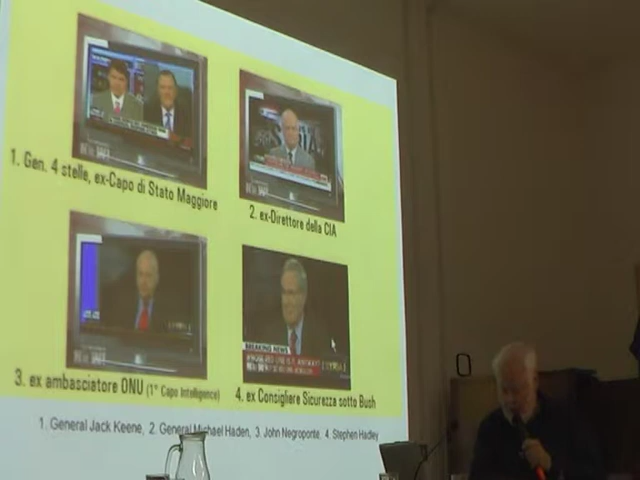 1. Gen. 4 stelle, ex-Capo di Stato Maggiore
2. ex-Direttore della CIA
BREAKING NEWS
3. ex ambasciatore ONU (1° Capo Intelligence)
4. ex Consigliere Sicurezza sotto Bush
1. General Jack Keene, 2. General Michael Haden, 3. John Negroponte, 4. Stephen Hadley